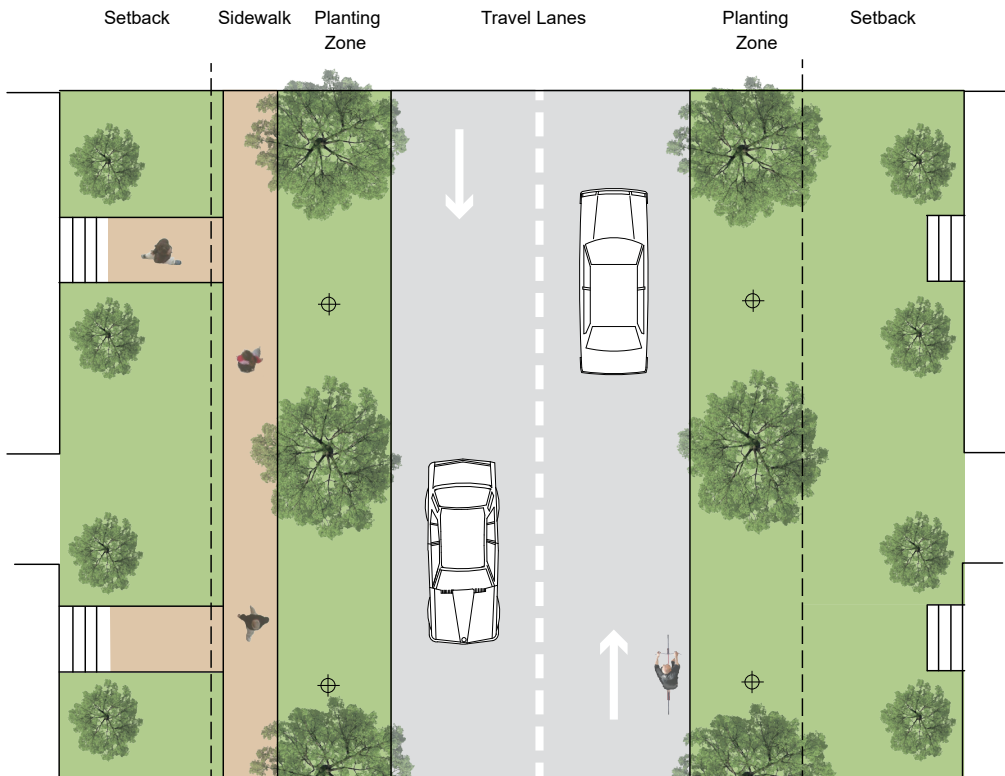 Setback
Sidewalk
Planting
Zone
Travel Lanes
Planting
Zone
Setback